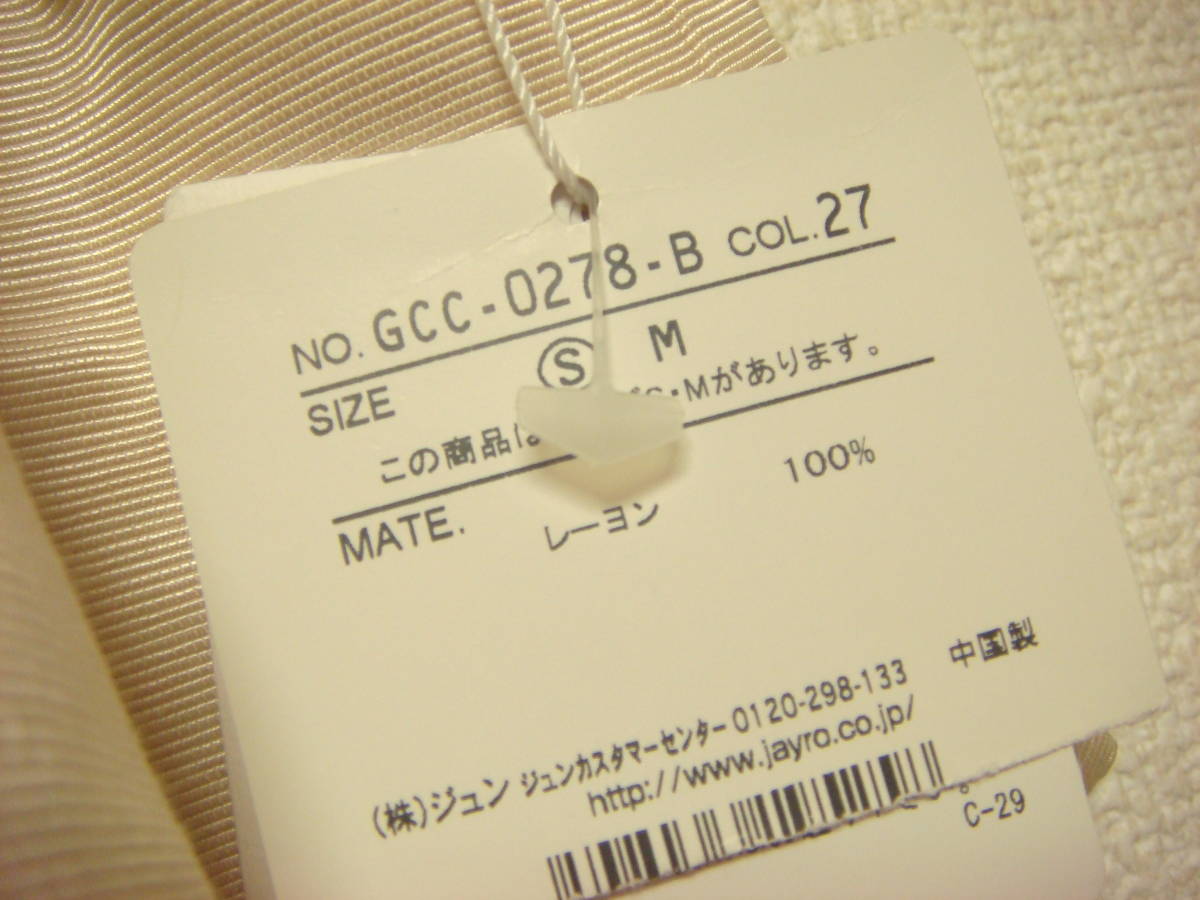 NO. GCC-0278-B COL.27
SIZE Ⓢ M
この商品は S・Mがあります。
MATE.
レーヨン 100%
中国製
(株)ジュン ジュンカスタマーセンター 0120-298-133
http://www.jayro.co.jp/
C-29